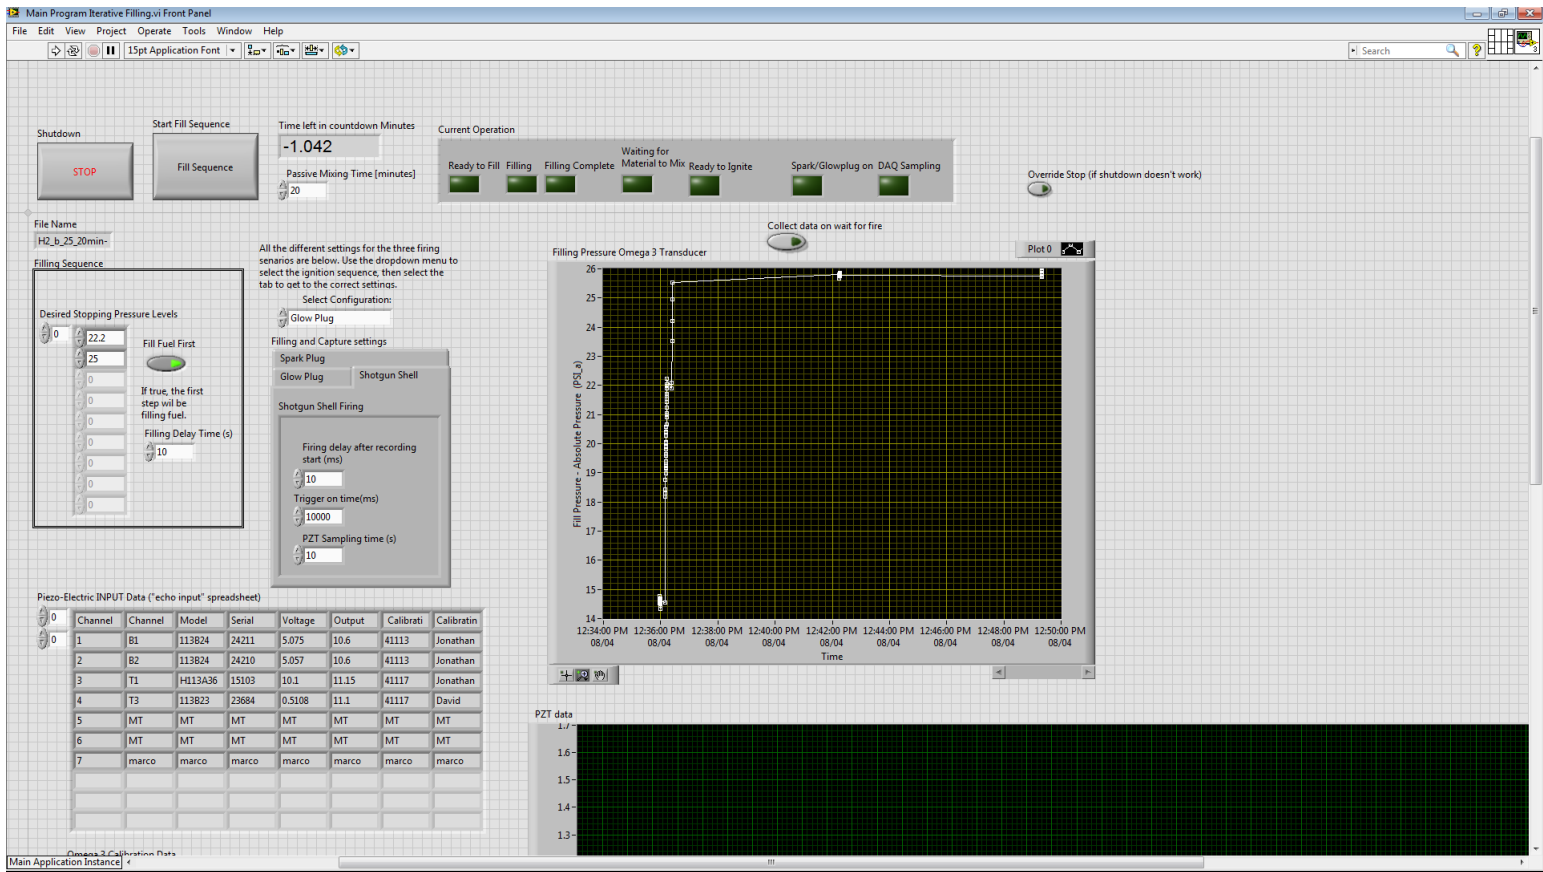 Main Program Iterative Filling.vi Front Panel
File Edit View Project Operate Tools Window Help
15pt Application Font
Search
3
Shutdown
STOP
Start Fill Sequence
Fill Sequence
Time left in countdown Minutes
-1.042
Passive Mixing Time [minutes]
20
Current Operation
Ready to Fill
Filling
Filling Complete
Waiting for
Material to Mix
Ready to Ignite
Spark/Glowplug on
DAQ Sampling
Override Stop (if shutdown doesn't work)
Collect data on wait for fire
File Name
H2_b_25_20min-
Filling Sequence
Desired Stopping Pressure Levels
0
22.2
25
0
0
0
0
0
0
0
Fill Fuel First
If true, the first
step wil be
filling fuel.
Filling Delay Time (s)
10
All the different settings for the three firing
senarios are below. Use the dropdown menu to
select the ignition sequence, then select the
tab to get to the correct settings.
Select Configuration:
Glow Plug
Filling and Capture settings
Spark Plug
Glow Plug
Shotgun Shell
Shotgun Shell Firing
Firing delay after recording
start (ms)
10
Trigger on time(ms)
10000
PZT Sampling time (s)
10
Filling Pressure Omega 3 Transducer
Plot 0
Fill Pressure - Absolute Pressure (PSI_a)
26
25
24
23
22
21
20
19
18
17
16
15
14
12:34:00 PM 12:36:00 PM 12:38:00 PM 12:40:00 PM 12:42:00 PM 12:44:00 PM 12:46:00 PM 12:48:00 PM 12:50:00 PM
08/04 08/04 08/04 08/04 08/04 08/04 08/04 08/04 08/04
Time
Piezo-Electric INPUT Data ("echo input" spreadsheet)
0
0
Channel Channel Model Serial Voltage Output Calibrati Calibratin
1 B1 113B24 24211 5.075 10.6 41113 Jonathan
2 B2 113B24 24210 5.057 10.6 41113 Jonathan
3 T1 H113A36 15103 10.1 11.15 41117 Jonathan
4 T3 113B23 23684 0.5108 11.1 41117 David
5 MT MT MT MT MT MT MT
6 MT MT MT MT MT MT MT
7 marco marco marco marco marco marco marco
PZT data
1.7
1.6
1.5
1.4
1.3
Omega 3 Calibration Data
Main Application Instance